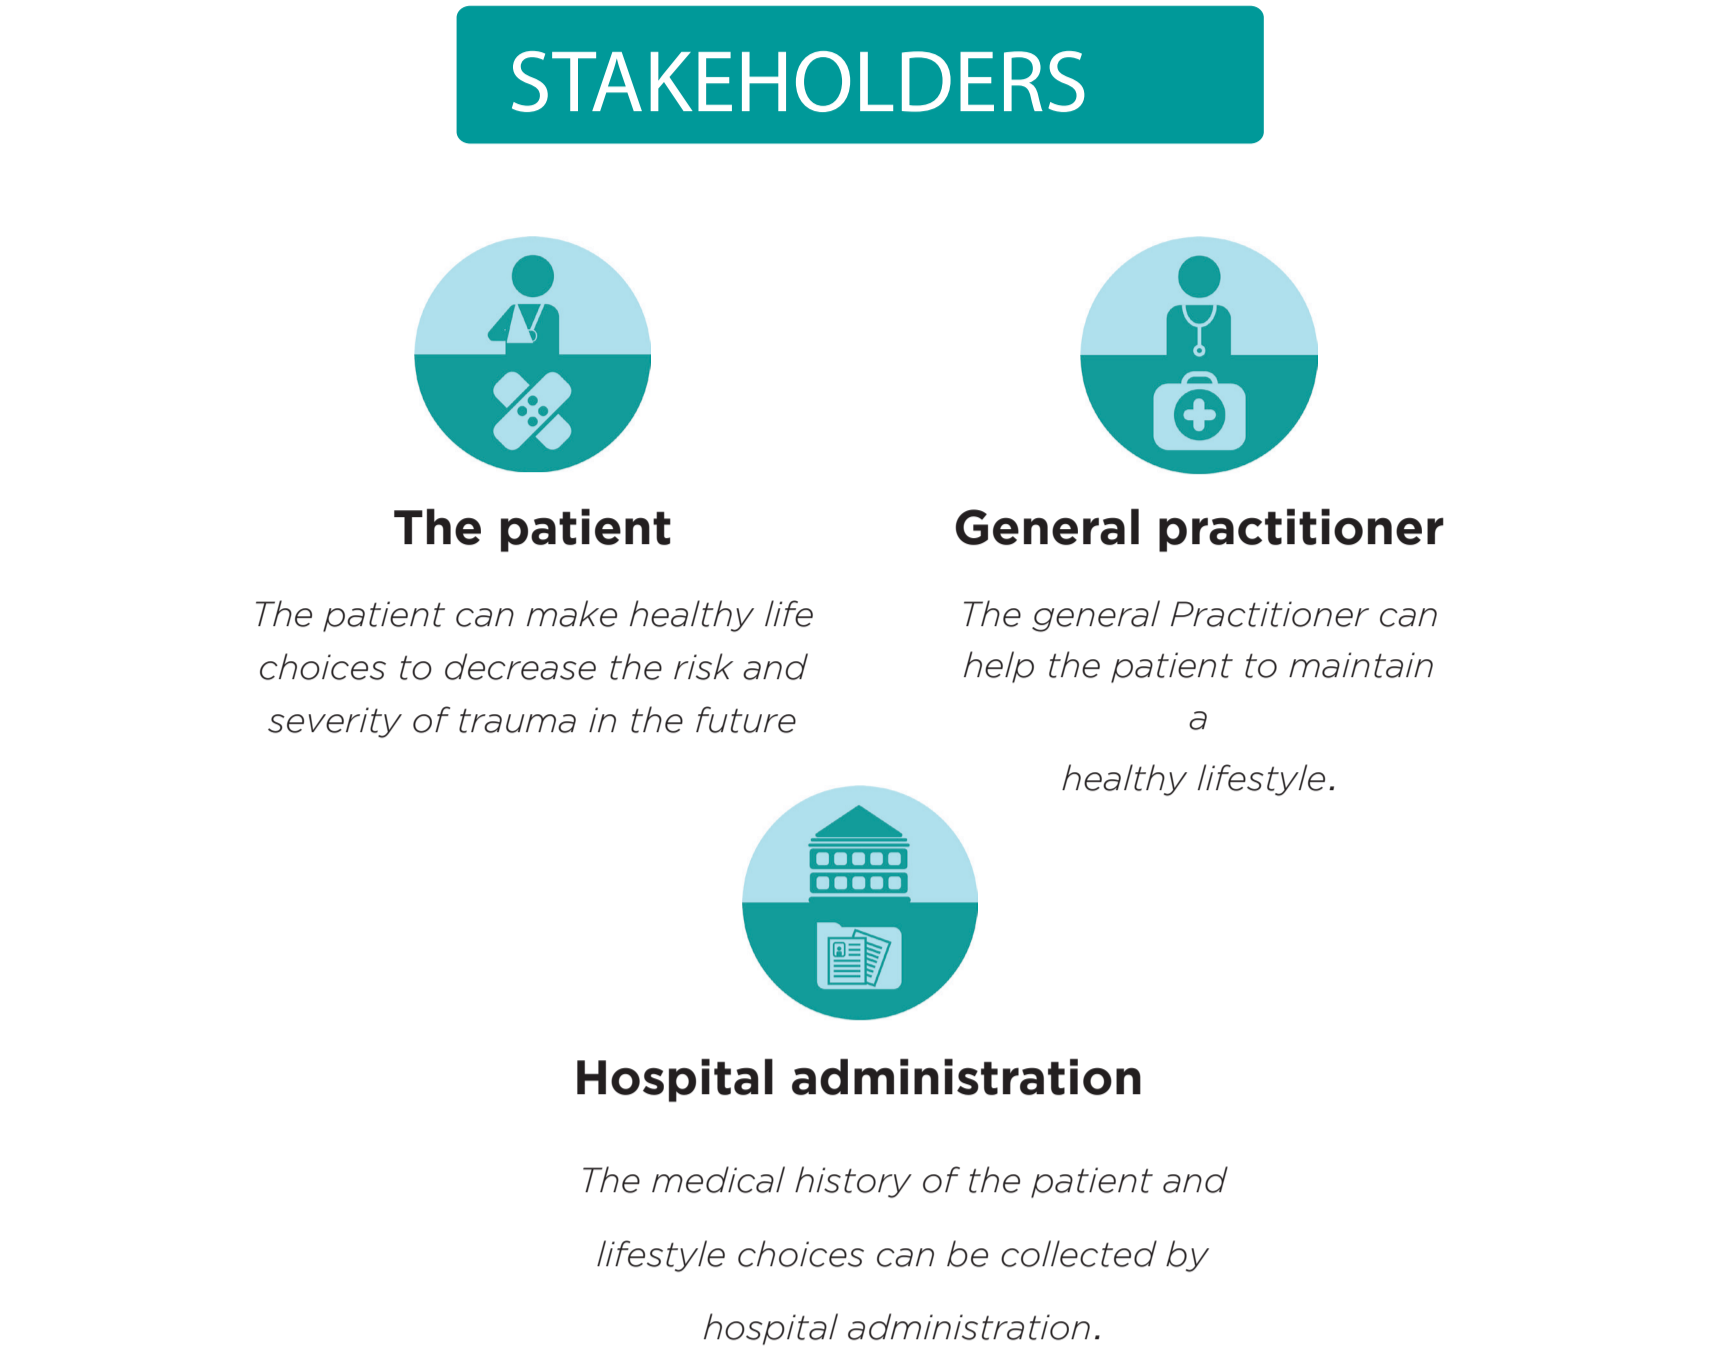 STAKEHOLDERS
The patient
The patient can make healthy life
choices to decrease the risk and
severity of trauma in the future
General practitioner
The general Practitioner can
help the patient to maintain
a
healthy lifestyle.
Hospital administration
The medical history of the patient and
lifestyle choices can be collected by
hospital administration.